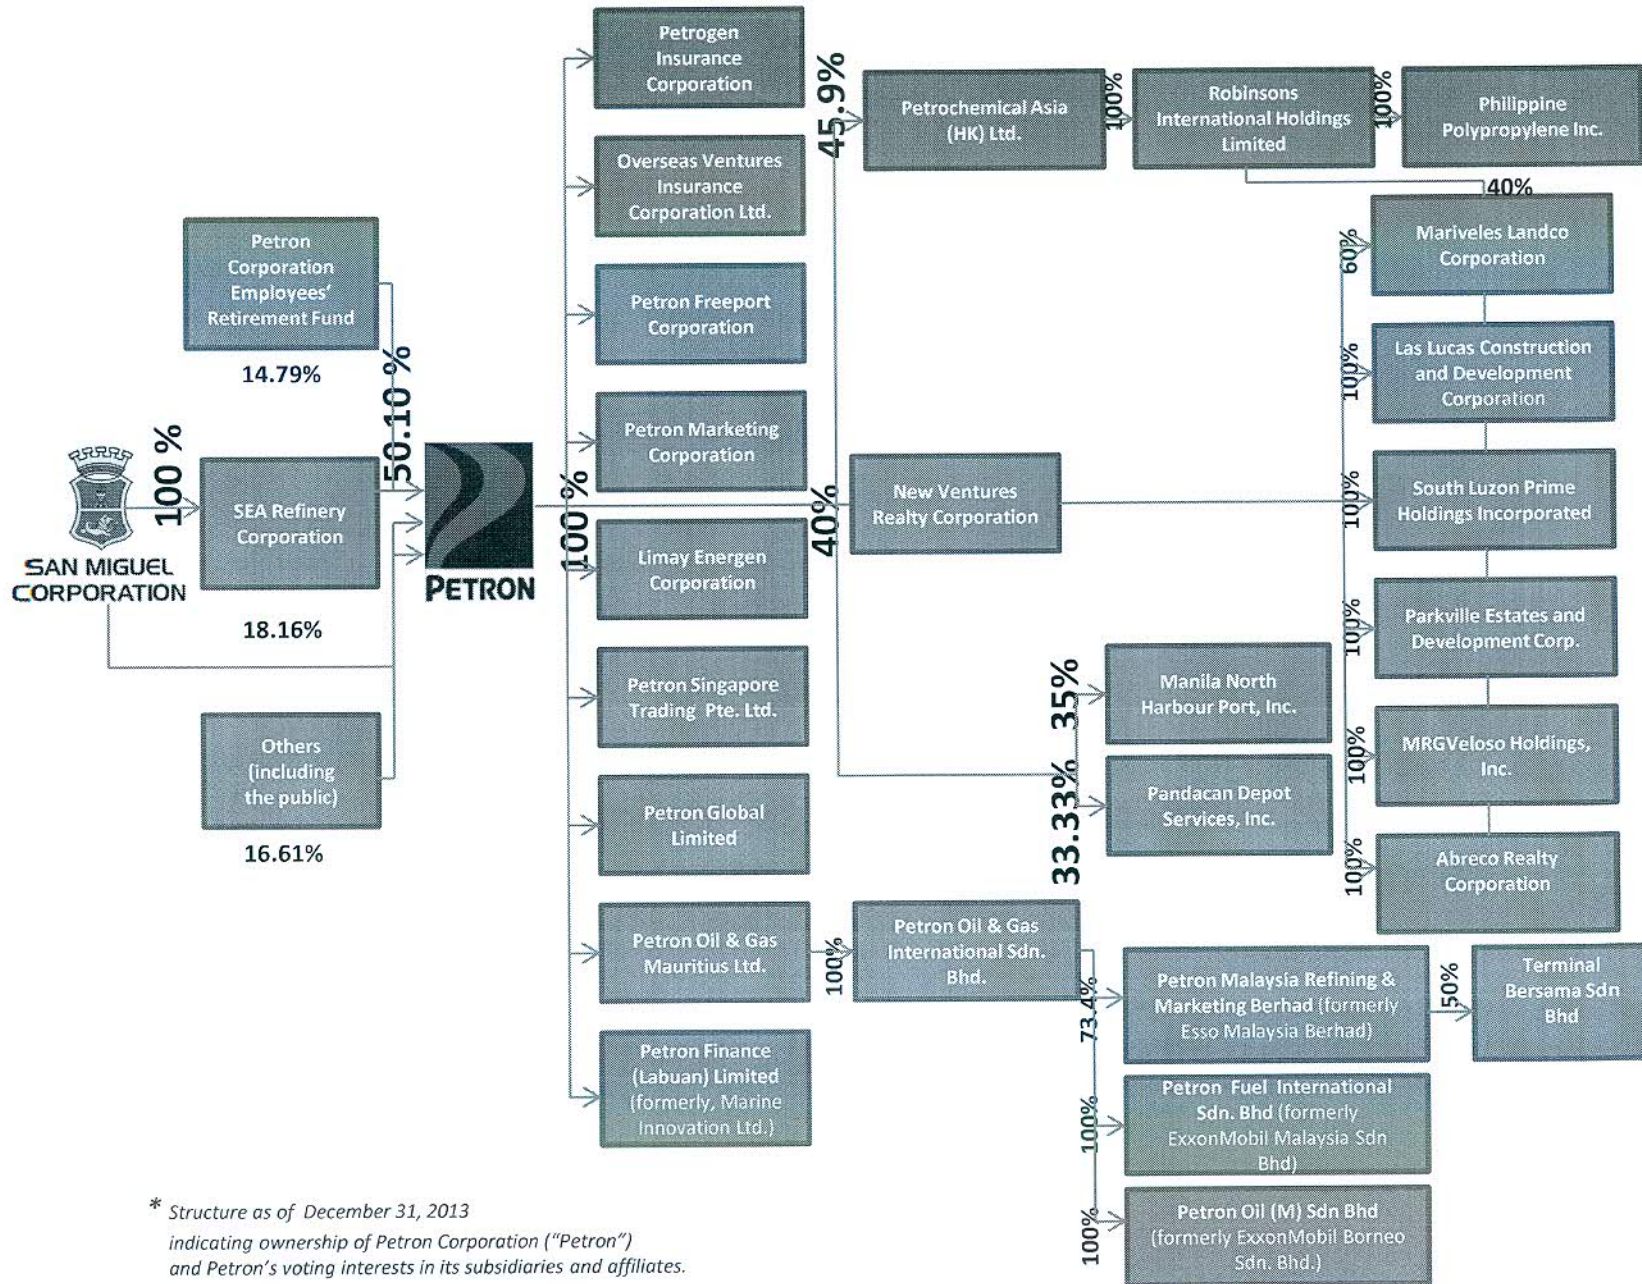 Petrogen
Insurance
Corporation
Overseas Ventures
Insurance
Corporation Ltd.
Petron Freeport
Corporation
Petron Marketing
Corporation
Limay Energen
Corporation
Petron Singapore
Trading Pte. Ltd.
Petron Global
Limited
Petron Oil & Gas
Mauritius Ltd.
Petron Finance
(Labuan) Limited
(formerly, Marine
Innovation Ltd.)
Petron
Corporation
Employees'
Retirement Fund
14.79%
SAN MIGUEL
CORPORATION
100 %
SEA Refinery
Corporation
18.16%
Others
(including
the public)
16.61%
50.10 %
PETRON
100 %
45.9%
40%
Petrochemical Asia
(HK) Ltd.
100%
Robinsons
International Holdings
Limited
100%
Philippine
Polypropylene Inc.
40%
New Ventures
Realty Corporation
60%
Mariveles Landco
Corporation
100%
Las Lucas Construction
and Development
Corporation
100%
South Luzon Prime
Holdings Incorporated
100%
Parkville Estates and
Development Corp.
100%
MRGVeloso Holdings,
Inc.
100%
Abreco Realty
Corporation
35%
Manila North
Harbour Port, Inc.
33.33%
Pandacan Depot
Services, Inc.
100%
Petron Oil & Gas
International Sdn.
Bhd.
73.4%
Petron Malaysia Refining &
Marketing Berhad (formerly
Esso Malaysia Berhad)
50%
Terminal
Bersama Sdn
Bhd
100%
Petron Fuel International
Sdn. Bhd (formerly
ExxonMobil Malaysia Sdn
Bhd)
100%
Petron Oil (M) Sdn Bhd
(formerly ExxonMobil Borneo
Sdn. Bhd.)
* Structure as of December 31, 2013
indicating ownership of Petron Corporation ("Petron")
and Petron's voting interests in its subsidiaries and affiliates.